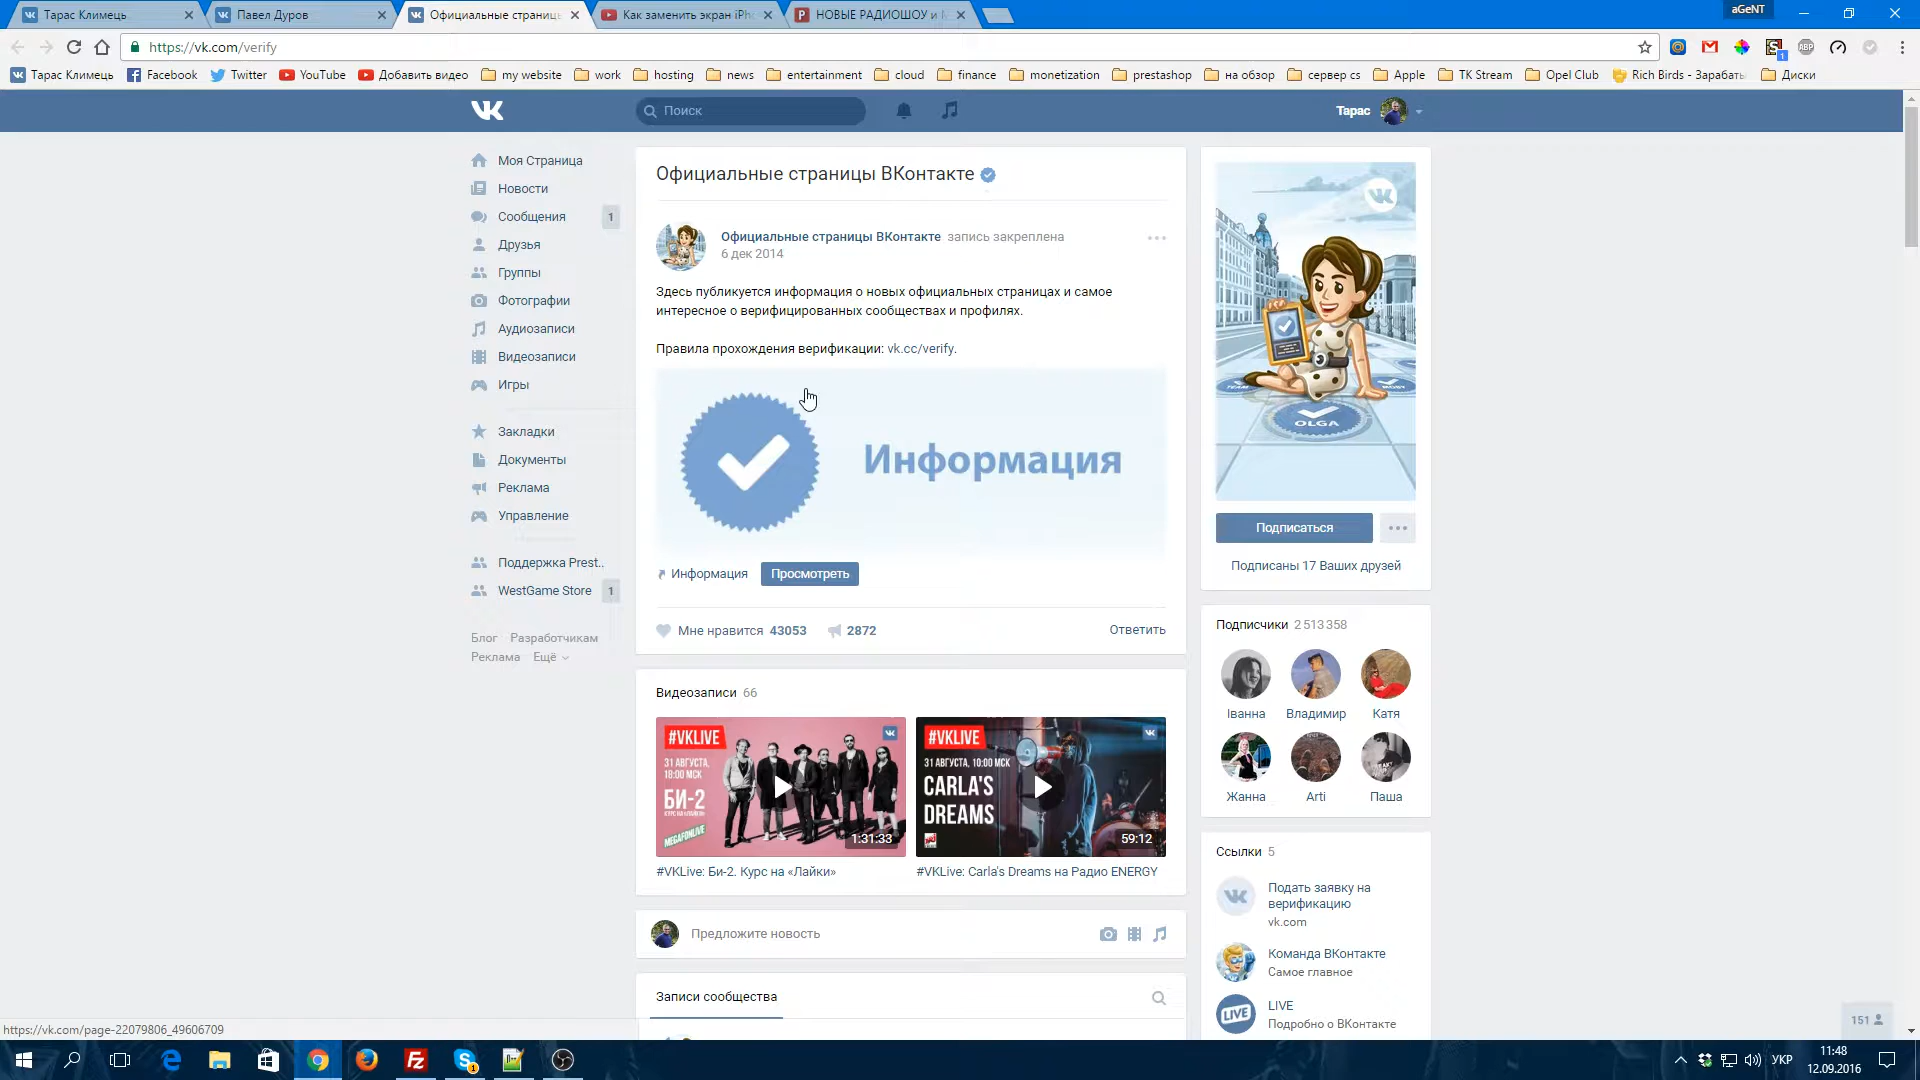 Тарас Климець
Павел Дуров
Официальные страниць
Как заменить экран iPh
НОВЫЕ РАДИОШОУ и
aGeNT
https://vk.com/verify
ABP
1
Тарас Климець
Facebook
Twitter
YouTube
Добавить видео
my website
work
hosting
news
entertainment
cloud
finance
monetization
prestashop
на обзор
сервер cs
Apple
TK Stream
Opel Club
Rich Birds - Зарабаты
Диски
Поиск
Тарас
Моя Страница
Новости
Сообщения 1
Друзья
Группы
Фотографии
Аудиозаписи
Видеозаписи
Игры
Закладки
Документы
Реклама
Управление
Поддержка Prest..
WestGame Store 1
Блог Разработчикам
Реклама Ещё
Официальные страницы ВКонтакте
Официальные страницы ВКонтакте запись закреплена
6 дек 2014
Здесь публикуется информация о новых официальных страницах и самое
интересное о верифицированных сообществах и профилях.
Правила прохождения верификации: vk.cc/verify.
Информация
Информация Просмотреть
Мне нравится 43053 2872 Ответить
Видеозаписи 66
#VKLIVE
31 АВГУСТА,
18:00 МСК
БИ-2
КУРС НА «ЛАЙКИ»
MEGAFONLIVE
1:31:33
#VKLive: Би-2. Курс на «Лайки»
#VKLIVE
31 АВГУСТА, 10:00 МСК
CARLA'S
DREAMS
59:12
#VKLive: Carla's Dreams на Радио ENERGY
Предложите новость
Записи сообщества
OLGA
Подписаться
Подписаны 17 Ваших друзей
Подписчики 2 513 358
Іванна Владимир Катя
Жанна Arti Паша
Ссылки 5
Подать заявку на
верификацию
vk.com
Команда ВКонтакте
Самое главное
LIVE
LIVE
Подробно о ВКонтакте
151
https://vk.com/page-22079806_49606709
УКР
11:48
12.09.2016